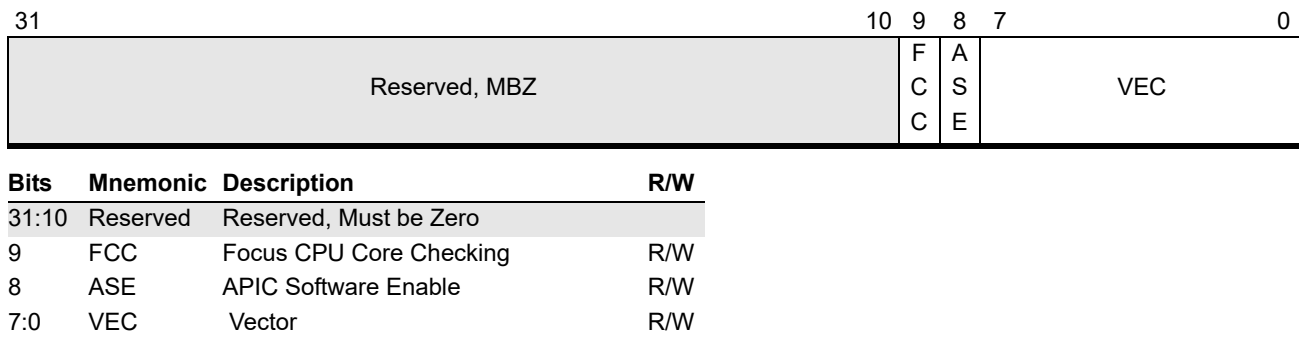 31 10 9 8 7 0
Reserved, MBZ
F
C
C
A
S
E
VEC
Bits Mnemonic Description R/W
31:10 Reserved Reserved, Must be Zero
9 FCC Focus CPU Core Checking R/W
8 ASE APIC Software Enable R/W
7:0 VEC Vector R/W